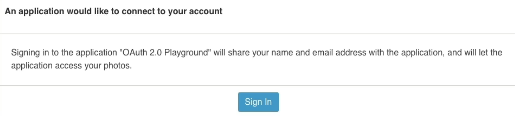 An application would like to connect to your account
Signing in to the application "OAuth 2.0 Playground" will share your name and email address with the application, and will let the
application access your photos.
Sign In